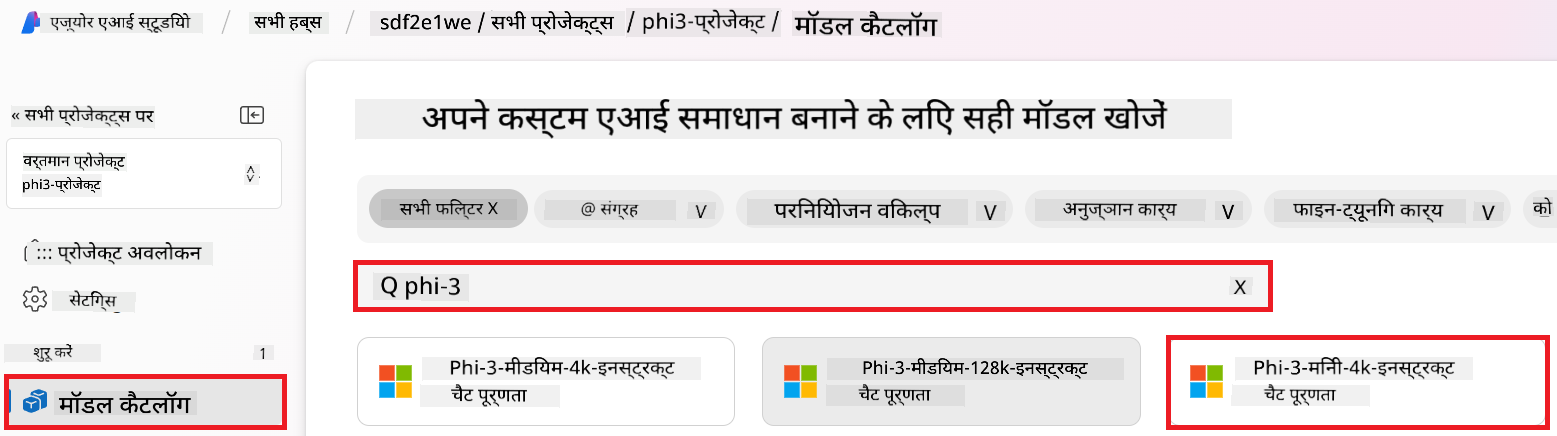 एज़्योर एआई स्टूडियो / सभी हब्स / sdf2e1we / सभी प्रोजेक्ट्स / phi3-प्रोजेक्ट / मॉडल कैटलॉग
« सभी प्रोजेक्ट्स पर
वर्तमान प्रोजेक्ट
phi3-प्रोजेक्ट
::: प्रोजेक्ट अवलोकन
सेटिंग्स
शुरू करें 1
मॉडल कैटलॉग
अपने कस्टम एआई समाधान बनाने के लिए सही मॉडल खोजें
सभी फ़िल्टर X @ संग्रह V परिनियोजन विकल्प V अनुज्ञान कार्य V फाइन-ट्यूनिंग कार्य V को
Q phi-3 X
Phi-3-मीडियम-4k-इनस्ट्रक्ट
चैट पूर्णता
Phi-3-मीडियम-128k-इनस्ट्रक्ट
चैट पूर्णता
Phi-3-मिनी-4k-इनस्ट्रक्ट
चैट पूर्णता